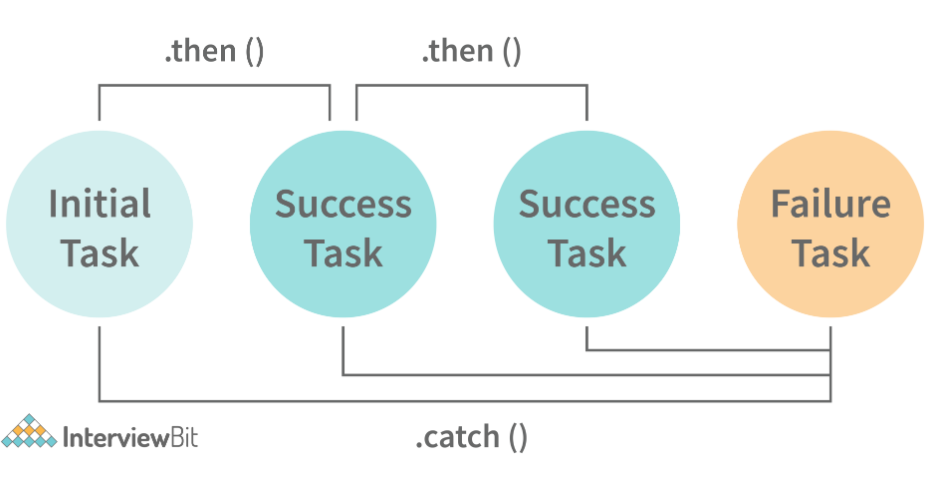 .then ()
.then ()
Initial
Task
Success
Task
Success
Task
Failure
Task
InterviewBit
.catch ()